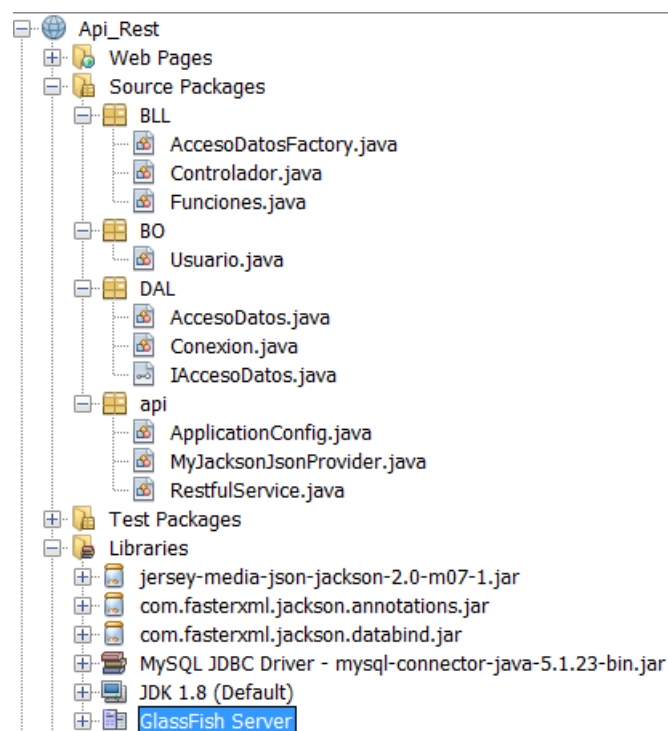 Api_Rest
Web Pages
Source Packages
BLL
AccesoDatosFactory.java
Controlador.java
Funciones.java
BO
Usuario.java
DAL
AccesoDatos.java
Conexion.java
IAccesoDatos.java
api
ApplicationConfig.java
MyJacksonJsonProvider.java
RestfulService.java
Test Packages
Libraries
jersey-media-json-jackson-2.0-m07-1.jar
com.fasterxml.jackson.annotations.jar
com.fasterxml.jackson.databind.jar
MySQL JDBC Driver - mysql-connector-java-5.1.23-bin.jar
JDK 1.8 (Default)
GlassFish Server